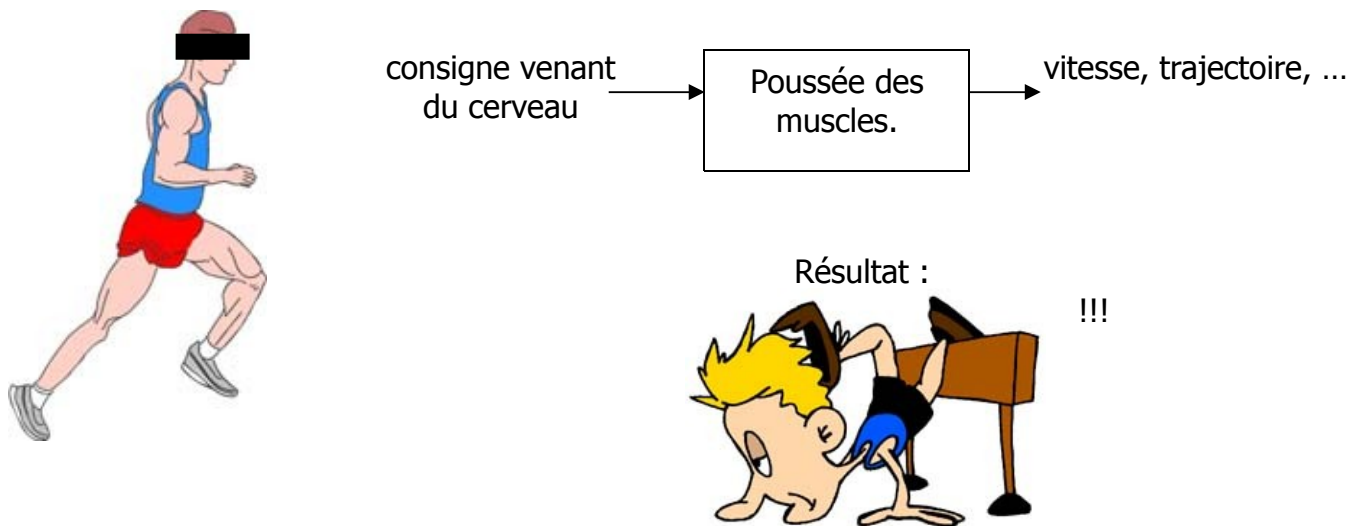 consigne venant
du cerveau
Poussée des
muscles.
vitesse, trajectoire, ...
Résultat :
!!!